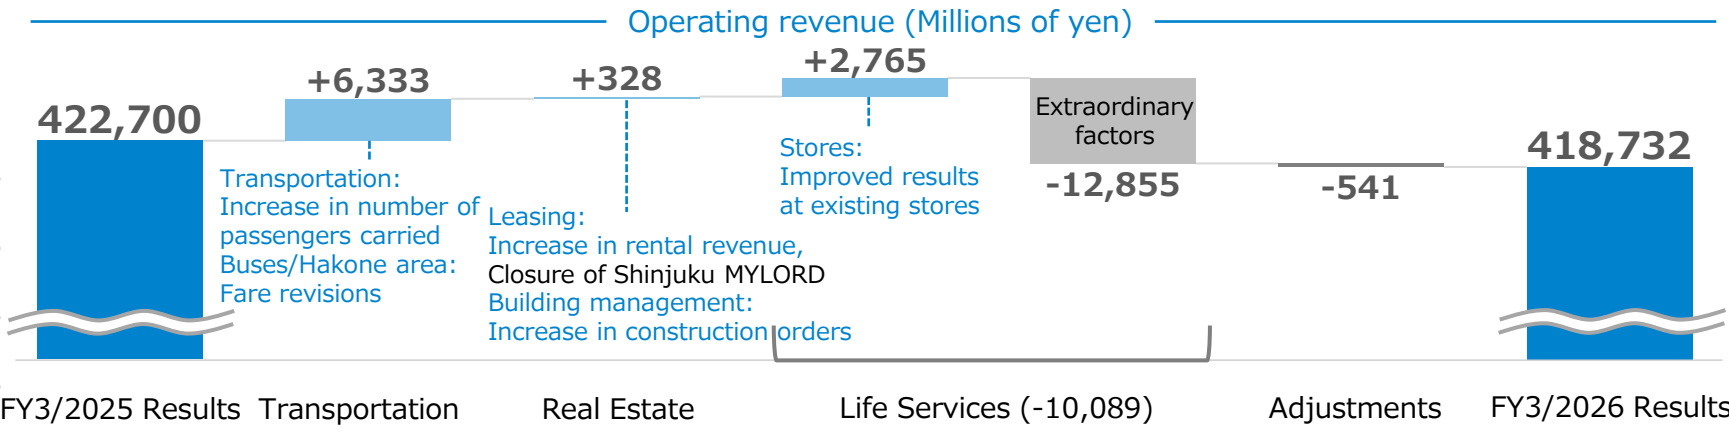 Operating revenue (Millions of yen)
422,700
+6,333
Transportation:
Increase in number of
passengers carried
Buses/Hakone area:
Fare revisions
+328
Leasing:
Increase in rental revenue,
Closure of Shinjuku MYLORD
Building management:
Increase in construction orders
+2,765
Stores:
Improved results
at existing stores
Extraordinary
factors
-12,855
-541
418,732
FY3/2025 Results
Transportation
Real Estate
Life Services (-10,089)
Adjustments
FY3/2026 Results